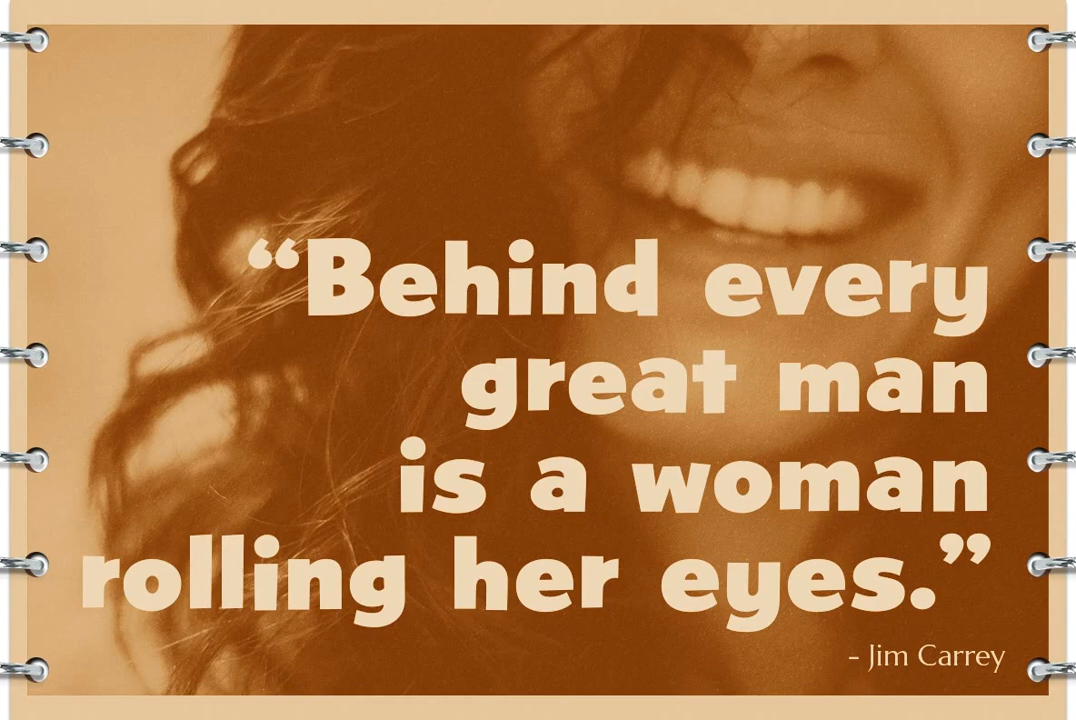 “Behind every
great man
is a woman
rolling her eyes.”
- Jim Carrey